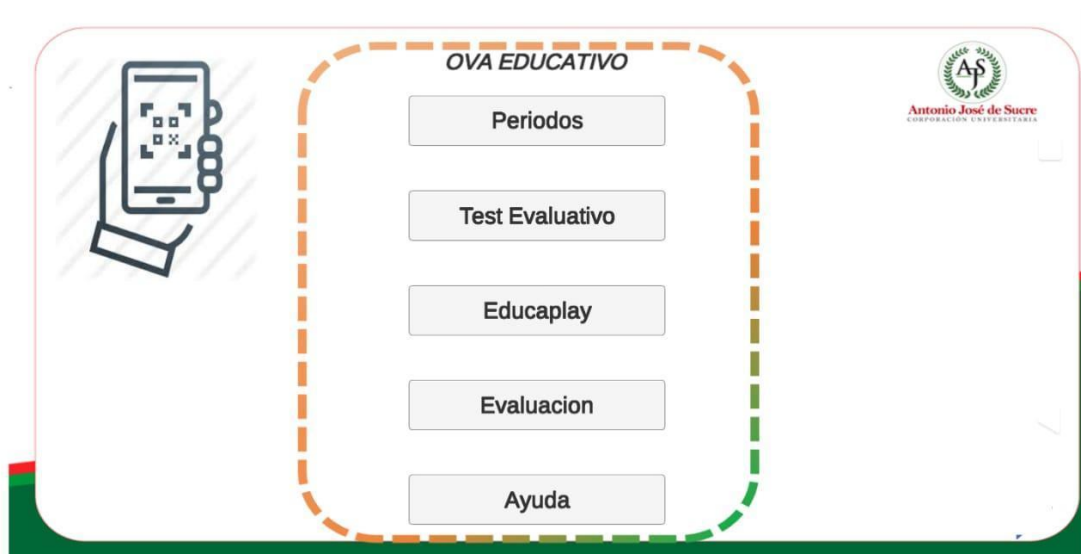 OVA EDUCATIVO
Periodos
Test Evaluativo
Educaplay
Evaluacion
Ayuda
AJS
Antonio José de Sucre
CORPORACIÓN UNIVERSITARIA